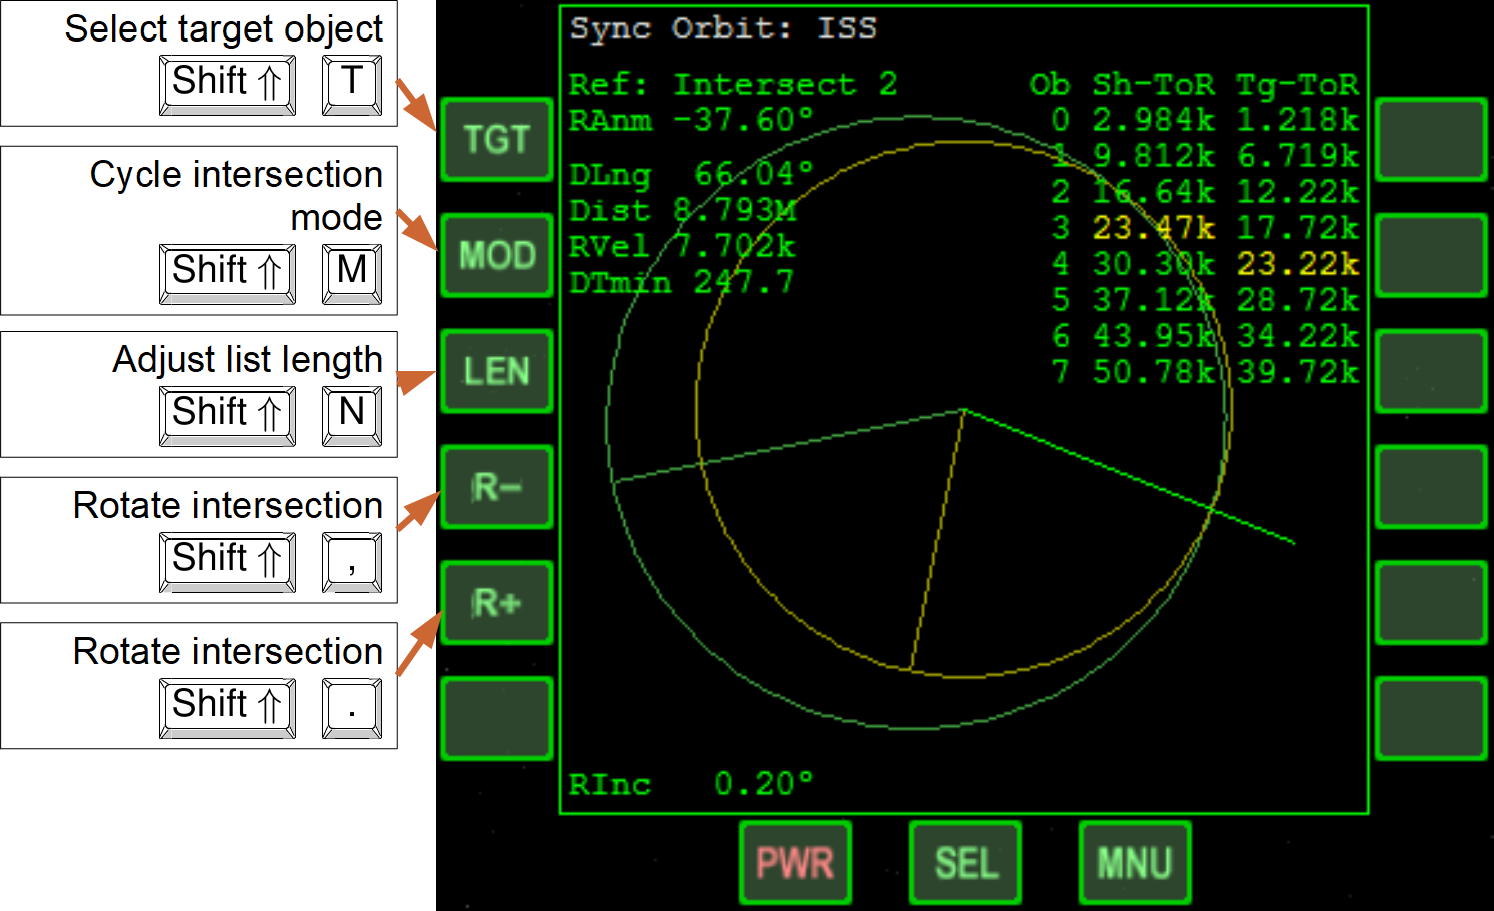 Select target object
Shift ⇑ T
Cycle intersection
mode
Shift ⇑ M
Adjust list length
Shift ⇑ N
Rotate intersection
Shift ⇑ ,
Rotate intersection
Shift ⇑ .
TGT
MOD
LEN
R−
R+
Sync Orbit: ISS
Ref: Intersect 2
RAnm -37.60°
DLng 66.04°
Dist 8.793M
RVel 7.702k
DTmin 247.7
Ob Sh-ToR Tg-ToR
0 2.984k 1.218k
1 9.812k 6.719k
2 16.64k 12.22k
3 23.47k 17.72k
4 30.30k 23.22k
5 37.12k 28.72k
6 43.95k 34.22k
7 50.78k 39.72k
RInc 0.20°
PWR SEL MNU